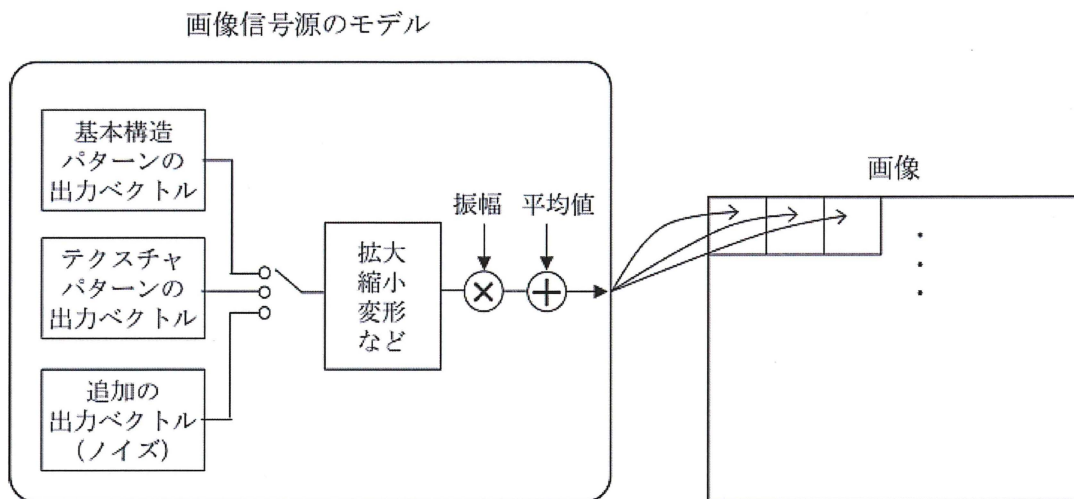 画像信号源のモデル
基本構造
パターンの
出力ベクトル
テクスチャ
パターンの
出力ベクトル
追加の
出力ベクトル
(ノイズ)
拡大
縮小
変形
など
振幅
平均値
画像